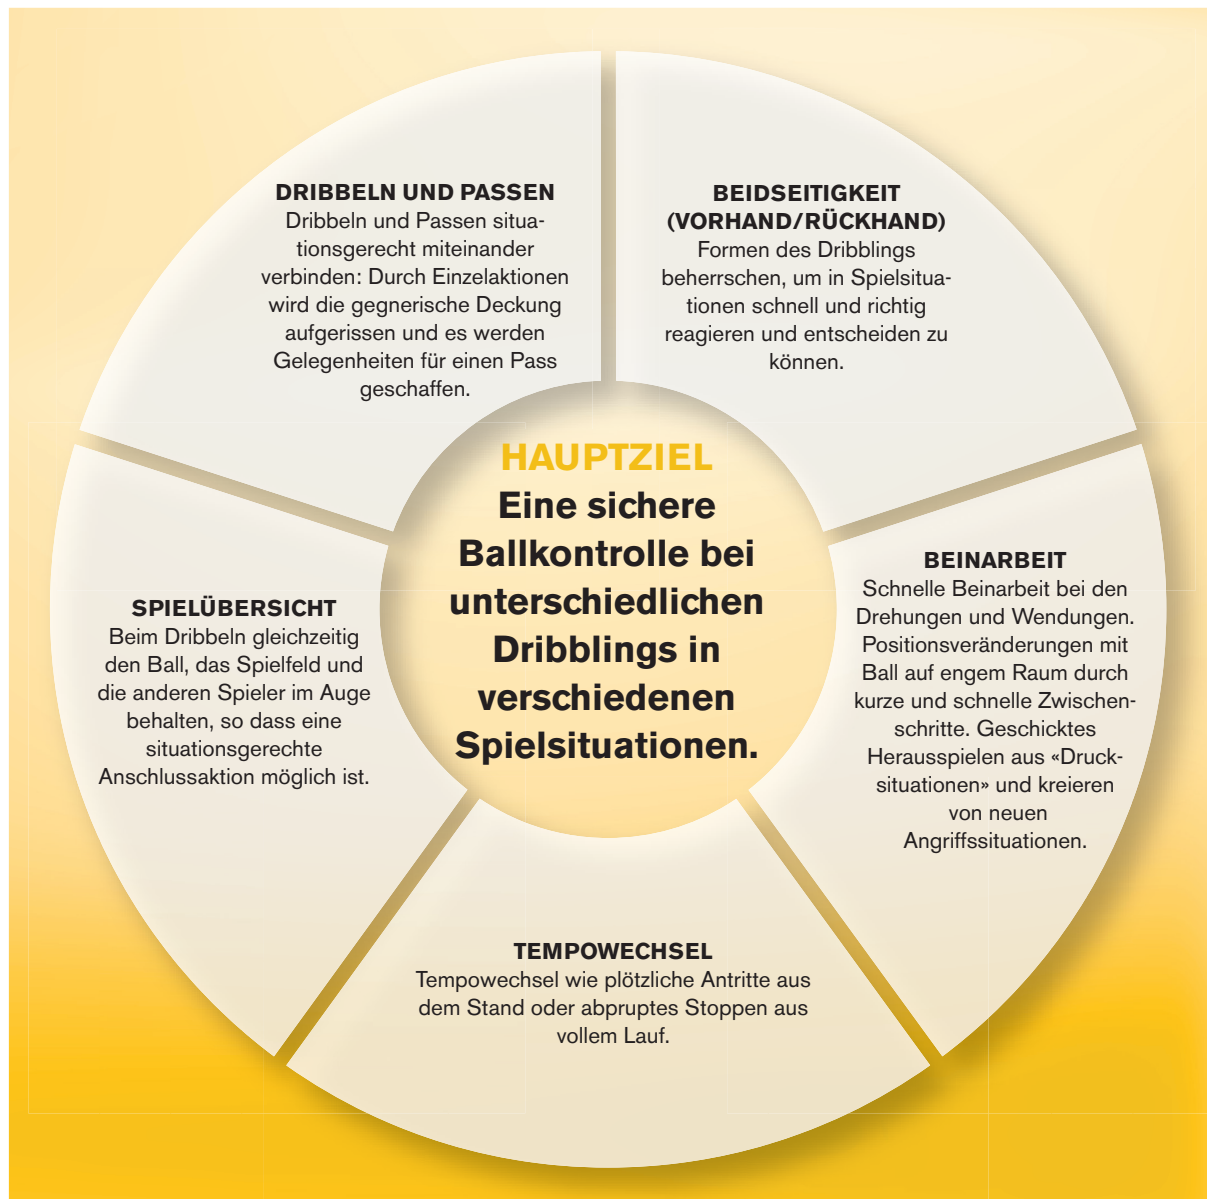 DRIBBELN UND PASSEN
Dribbeln und Passen situa-
tionsgerecht miteinander
verbinden: Durch Einzelaktionen
wird die gegnerische Deckung
aufgerissen und es werden
Gelegenheiten für einen Pass
geschaffen.
BEIDSEITIGKEIT
(VORHAND/RÜCKHAND)
Formen des Dribblings
beherrschen, um in Spielsitua-
tionen schnell und richtig
reagieren und entscheiden zu
können.
HAUPTZIEL
Eine sichere
Ballkontrolle bei
unterschiedlichen
Dribblings in
verschiedenen
Spielsituationen.
BEINARBEIT
Schnelle Beinarbeit bei den
Drehungen und Wendungen.
Positionsveränderungen mit
Ball auf engem Raum durch
kurze und schnelle Zwischen-
schritte. Geschicktes
Herausspielen aus «Druck-
situationen» und kreieren
von neuen
Angriffssituationen.
SPIELÜBERSICHT
Beim Dribbeln gleichzeitig
den Ball, das Spielfeld und
die anderen Spieler im Auge
behalten, so dass eine
situationsgerechte
Anschlussaktion möglich ist.
TEMPOWECHSEL
Tempowechsel wie plötzliche Antritte aus
dem Stand oder abpruptes Stoppen aus
vollem Lauf.